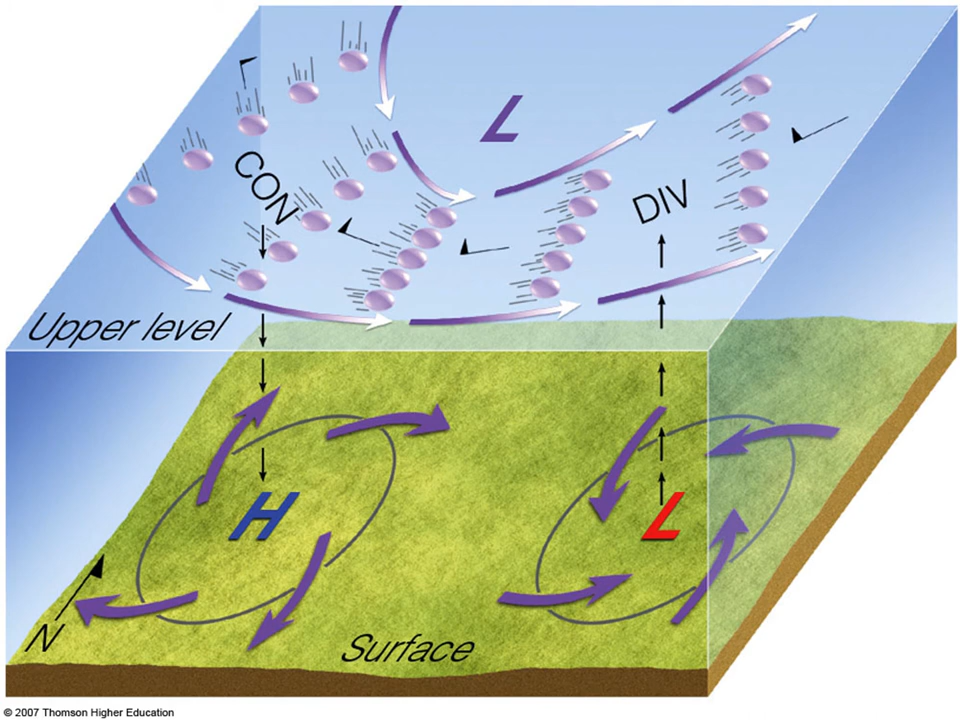 L
CON
DIV
Upper level
H
L
N
Surface
© 2007 Thomson Higher Education